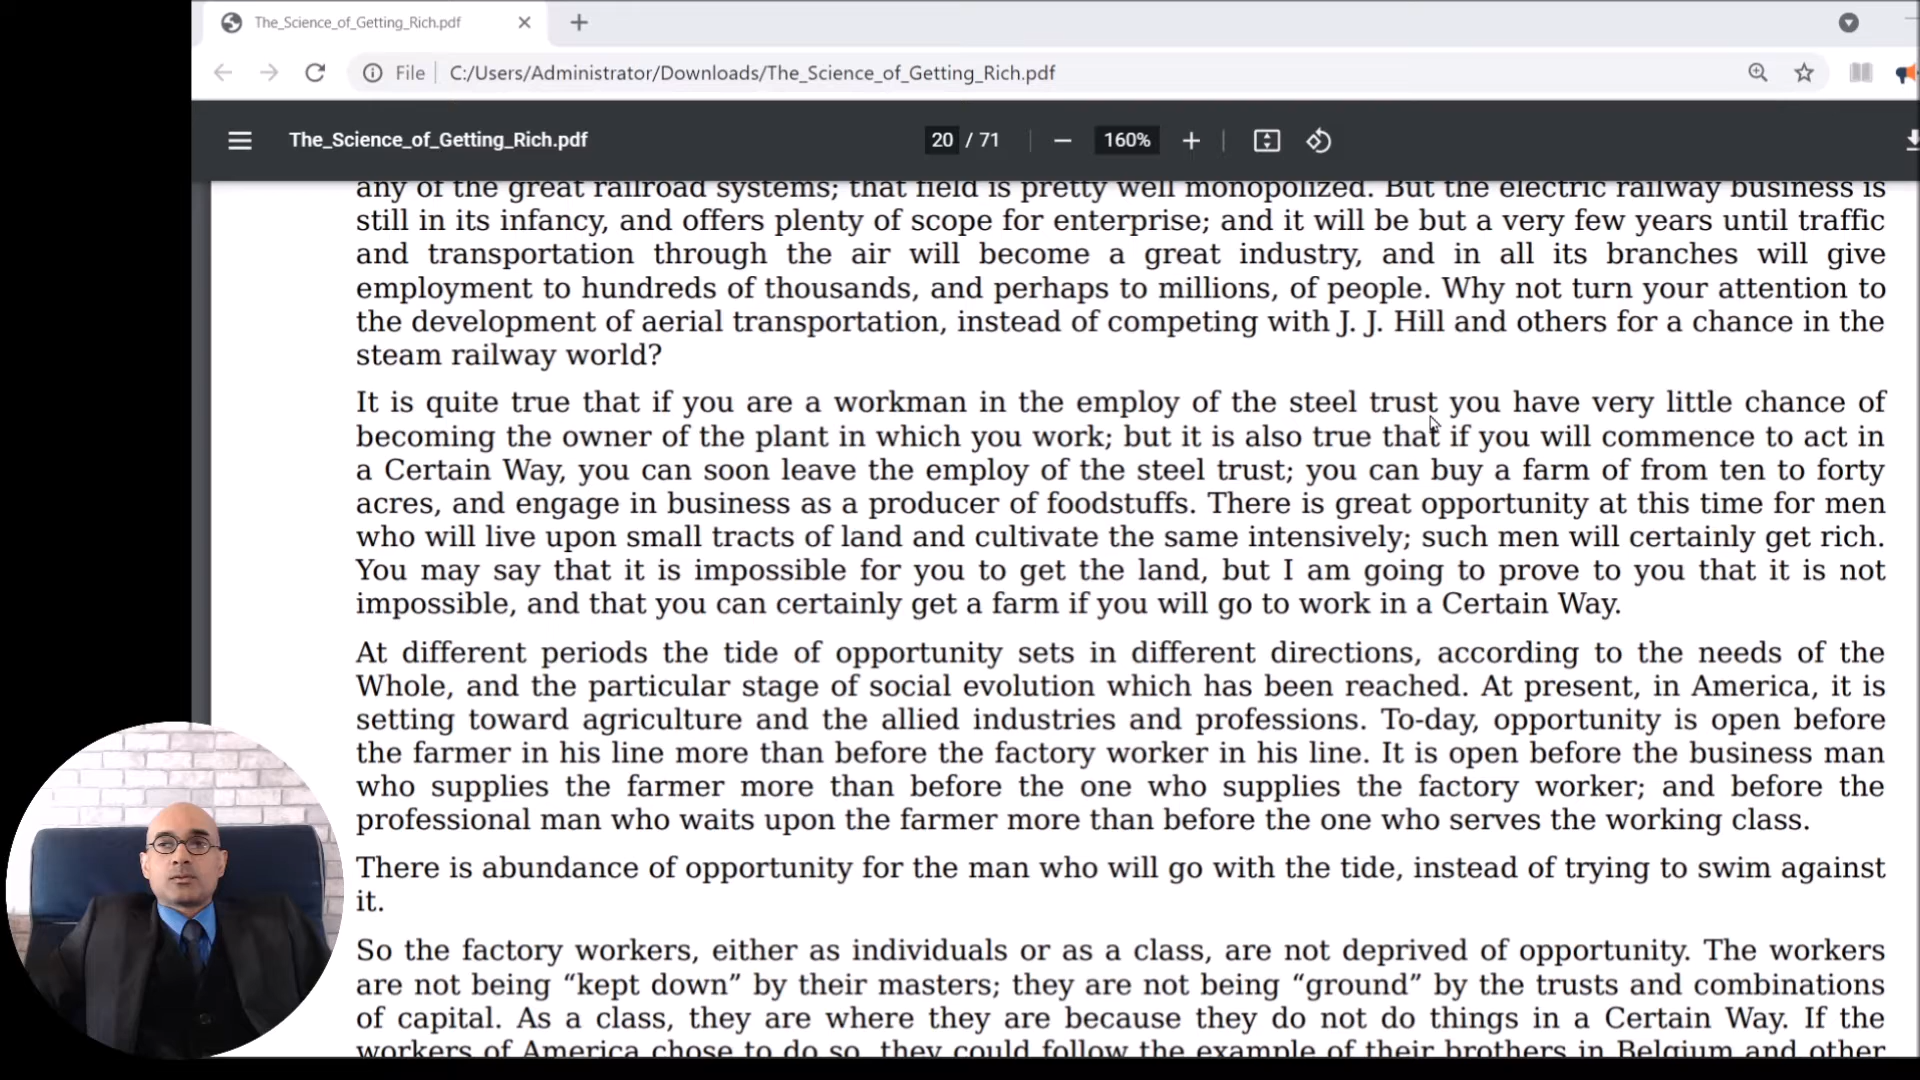 The_Science_of_Getting_Rich.pdf
File
C:/Users/Administrator/Downloads/The_Science_of_Getting_Rich.pdf
The_Science_of_Getting_Rich.pdf
20 / 71
160%
any of the great railroad systems; that field is pretty well monopolized. But the electric railway business is
still in its infancy, and offers plenty of scope for enterprise; and it will be but a very few years until traffic
and transportation through the air will become a great industry, and in all its branches will give
employment to hundreds of thousands, and perhaps to millions, of people. Why not turn your attention to
the development of aerial transportation, instead of competing with J. J. Hill and others for a chance in the
steam railway world?
It is quite true that if you are a workman in the employ of the steel trust you have very little chance of
becoming the owner of the plant in which you work; but it is also true that if you will commence to act in
a Certain Way, you can soon leave the employ of the steel trust; you can buy a farm of from ten to forty
acres, and engage in business as a producer of foodstuffs. There is great opportunity at this time for men
who will live upon small tracts of land and cultivate the same intensively; such men will certainly get rich.
You may say that it is impossible for you to get the land, but I am going to prove to you that it is not
impossible, and that you can certainly get a farm if you will go to work in a Certain Way.
At different periods the tide of opportunity sets in different directions, according to the needs of the
Whole, and the particular stage of social evolution which has been reached. At present, in America, it is
setting toward agriculture and the allied industries and professions. To-day, opportunity is open before
the farmer in his line more than before the factory worker in his line. It is open before the business man
who supplies the farmer more than before the one who supplies the factory worker; and before the
professional man who waits upon the farmer more than before the one who serves the working class.
There is abundance of opportunity for the man who will go with the tide, instead of trying to swim against
it.
So the factory workers, either as individuals or as a class, are not deprived of opportunity. The workers
are not being “kept down” by their masters; they are not being “ground” by the trusts and combinations
of capital. As a class, they are where they are because they do not do things in a Certain Way. If the
workers of America chose to do so, they could follow the example of their brothers in Belgium and other